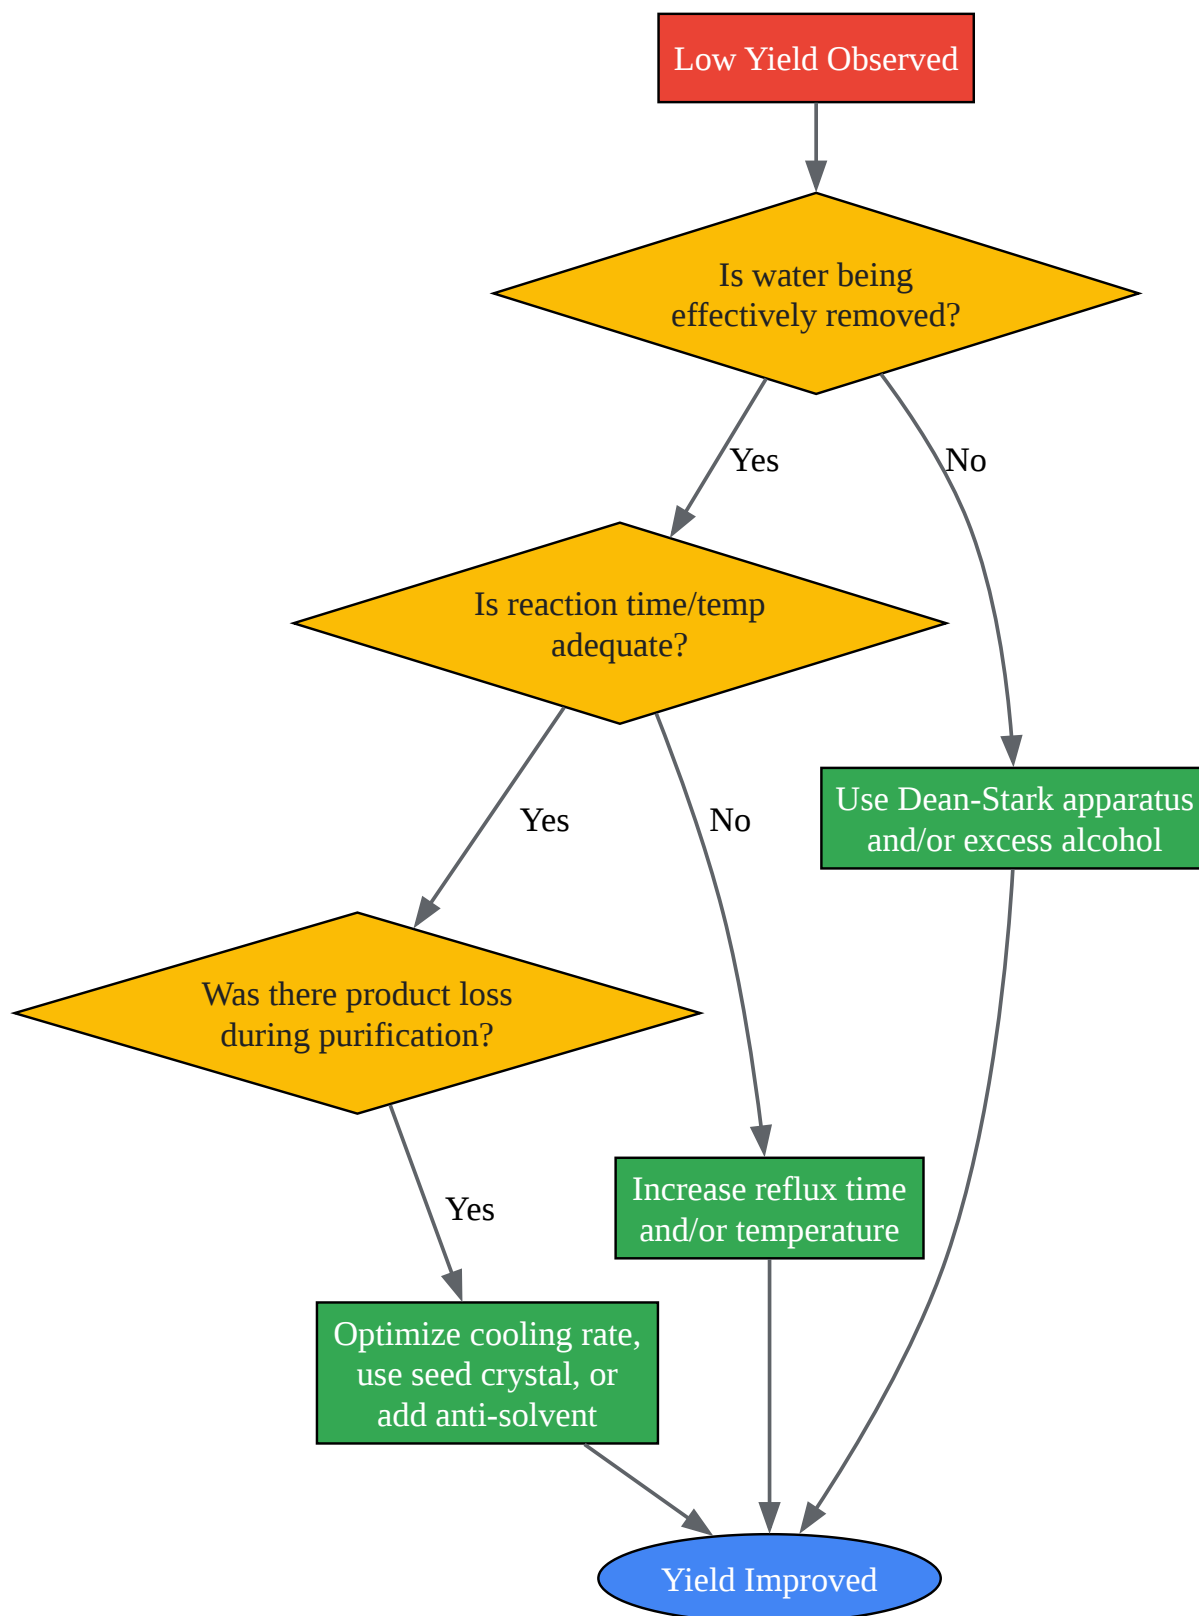 Low Yield Observed
Is water being
effectively removed?
Yes
No
Is reaction time/temp
adequate?
Use Dean-Stark apparatus
and/or excess alcohol
Yes
No
Was there product loss
during purification?
Increase reflux time
and/or temperature
Yes
Optimize cooling rate,
use seed crystal, or
add anti-solvent
Yield Improved